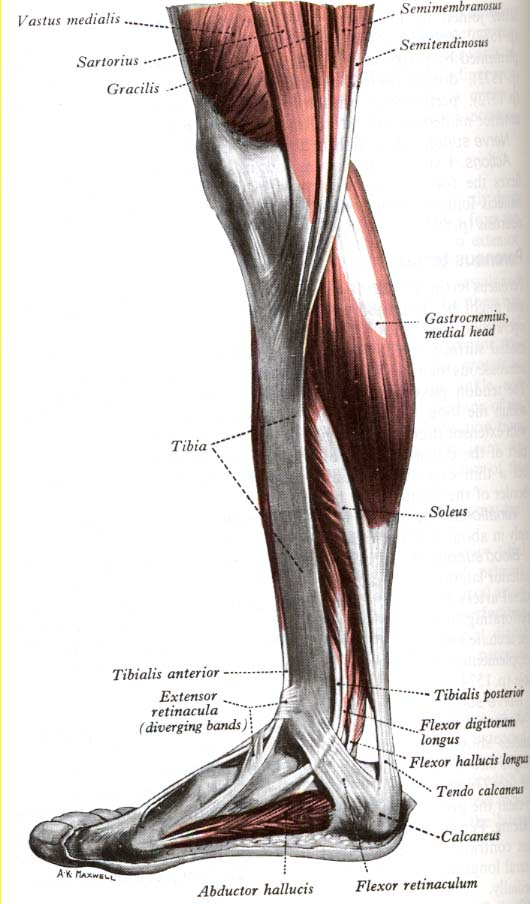 Vastus medialis
Sartorius
Gracilis
Semimembranosus
Semitendinosus
Gastrocnemius,
medial head
Tibia
Soleus
Tibialis anterior
Extensor
retinacula
(diverging bands)
Tibialis posterior
Flexor digitorum
longus
Flexor hallucis longus
Tendo calcaneus
Calcaneus
A·K MAXWELL
Abductor hallucis
Flexor retinaculum